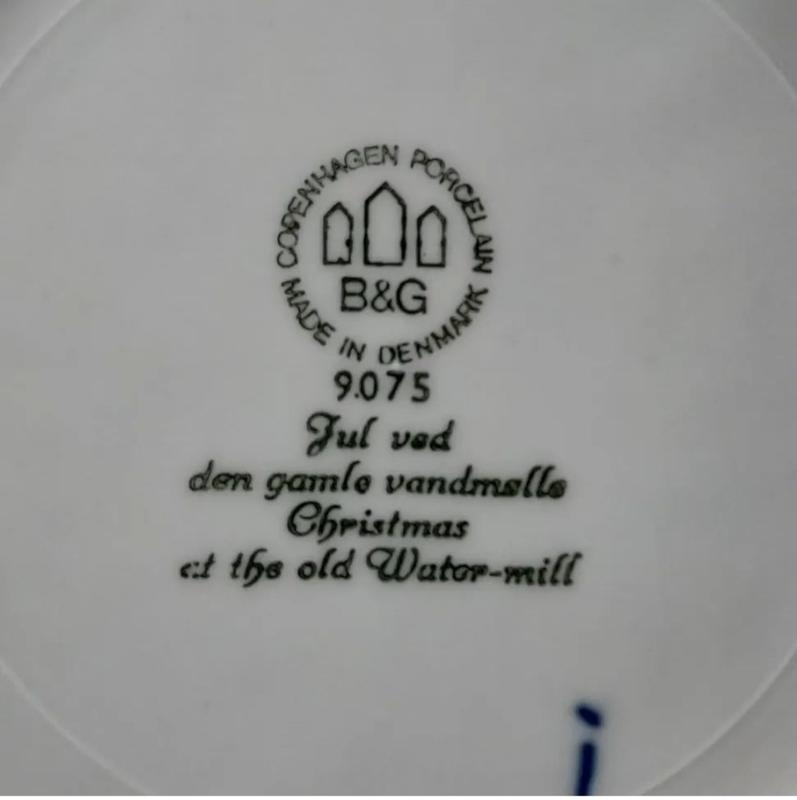 COPENHAGEN PORCELAIN
B&G
MADE IN DENMARK
9.075
Jul ved
den gamle vandmølle
Christmas
at the old Water-mill